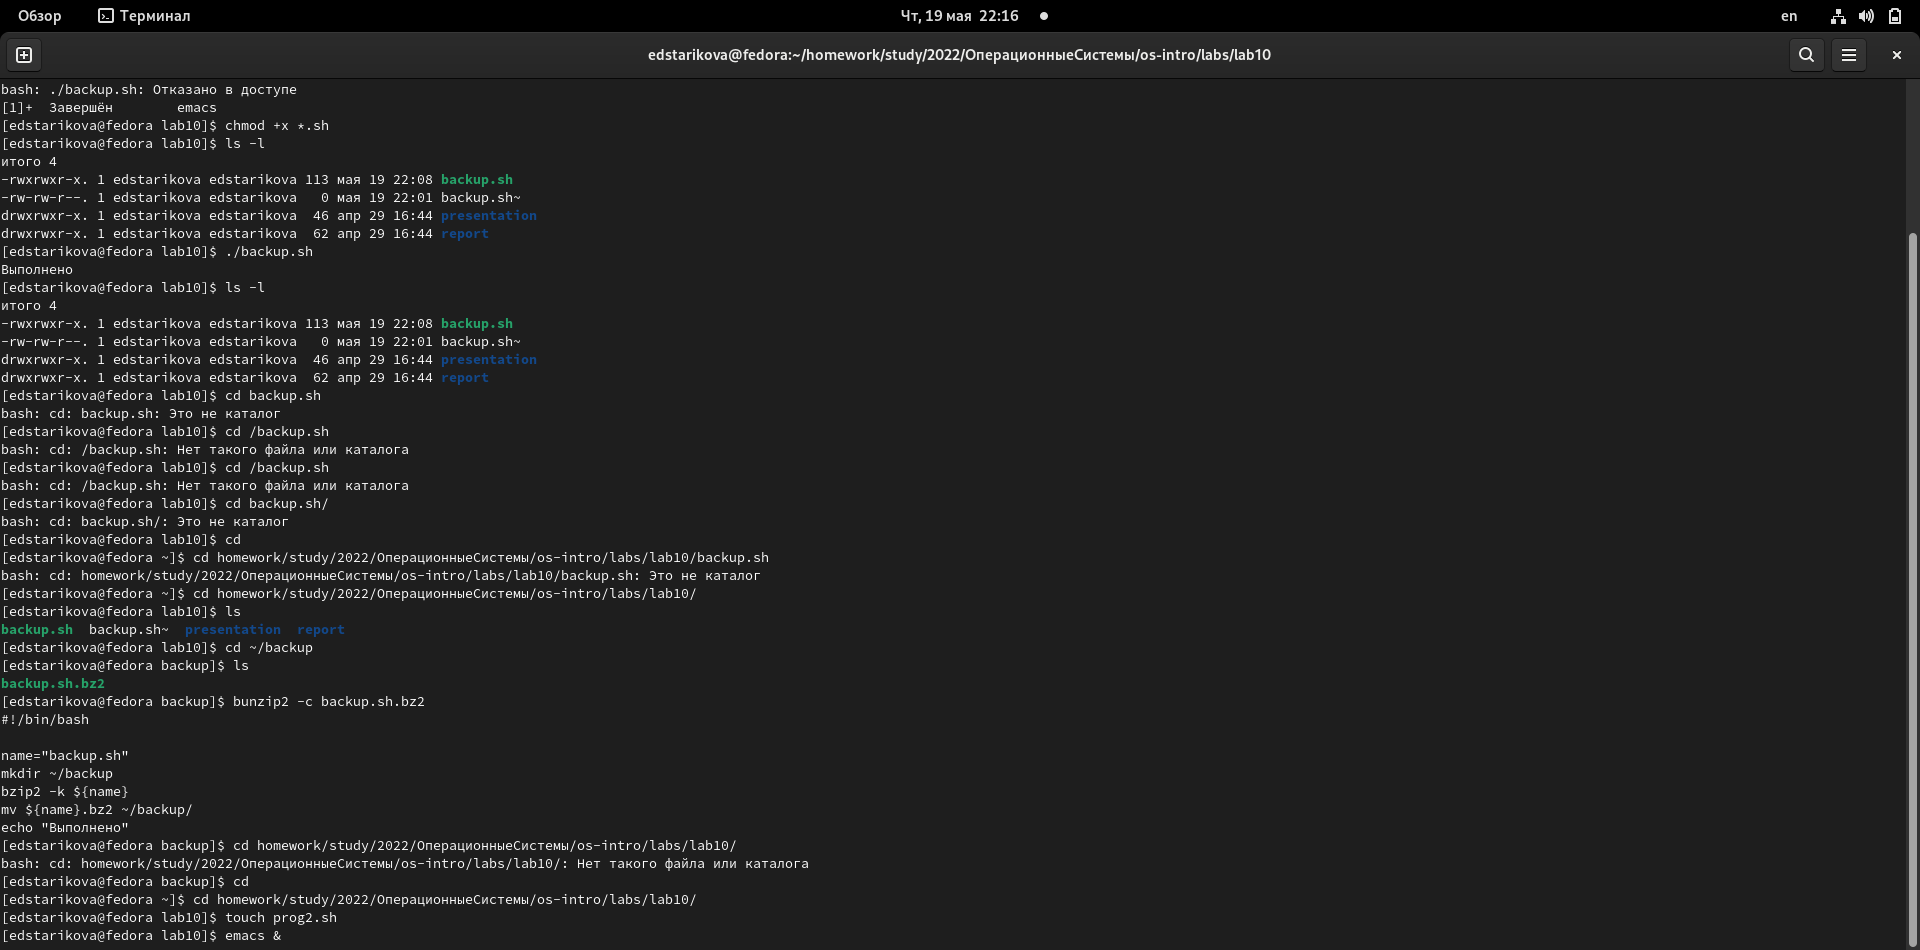 Обзор Терминал Чт, 19 мая 22:16 en
edstarikova@fedora:~/homework/study/2022/ОперационныеСистемы/os-intro/labs/lab10
bash: ./backup.sh: Отказано в доступе
[1]+  Завершён        emacs
[edstarikova@fedora lab10]$ chmod +x *.sh
[edstarikova@fedora lab10]$ ls -l
итого 4
-rwxrwxr-x. 1 edstarikova edstarikova 113 мая 19 22:08 backup.sh
-rw-rw-r--. 1 edstarikova edstarikova   0 мая 19 22:01 backup.sh~
drwxrwxr-x. 1 edstarikova edstarikova  46 апр 29 16:44 presentation
drwxrwxr-x. 1 edstarikova edstarikova  62 апр 29 16:44 report
[edstarikova@fedora lab10]$ ./backup.sh
Выполнено
[edstarikova@fedora lab10]$ ls -l
итого 4
-rwxrwxr-x. 1 edstarikova edstarikova 113 мая 19 22:08 backup.sh
-rw-rw-r--. 1 edstarikova edstarikova   0 мая 19 22:01 backup.sh~
drwxrwxr-x. 1 edstarikova edstarikova  46 апр 29 16:44 presentation
drwxrwxr-x. 1 edstarikova edstarikova  62 апр 29 16:44 report
[edstarikova@fedora lab10]$ cd backup.sh
bash: cd: backup.sh: Это не каталог
[edstarikova@fedora lab10]$ cd /backup.sh
bash: cd: /backup.sh: Нет такого файла или каталога
[edstarikova@fedora lab10]$ cd /backup.sh
bash: cd: /backup.sh: Нет такого файла или каталога
[edstarikova@fedora lab10]$ cd backup.sh/
bash: cd: backup.sh/: Это не каталог
[edstarikova@fedora lab10]$ cd
[edstarikova@fedora ~]$ cd homework/study/2022/ОперационныеСистемы/os-intro/labs/lab10/backup.sh
bash: cd: homework/study/2022/ОперационныеСистемы/os-intro/labs/lab10/backup.sh: Это не каталог
[edstarikova@fedora ~]$ cd homework/study/2022/ОперационныеСистемы/os-intro/labs/lab10/
[edstarikova@fedora lab10]$ ls
backup.sh  backup.sh~  presentation  report
[edstarikova@fedora lab10]$ cd ~/backup
[edstarikova@fedora backup]$ ls
backup.sh.bz2
[edstarikova@fedora backup]$ bunzip2 -c backup.sh.bz2
#!/bin/bash

name="backup.sh"
mkdir ~/backup
bzip2 -k ${name}
mv ${name}.bz2 ~/backup/
echo "Выполнено"
[edstarikova@fedora backup]$ cd homework/study/2022/ОперационныеСистемы/os-intro/labs/lab10/
bash: cd: homework/study/2022/ОперационныеСистемы/os-intro/labs/lab10/: Нет такого файла или каталога
[edstarikova@fedora backup]$ cd
[edstarikova@fedora ~]$ cd homework/study/2022/ОперационныеСистемы/os-intro/labs/lab10/
[edstarikova@fedora lab10]$ touch prog2.sh
[edstarikova@fedora lab10]$ emacs &